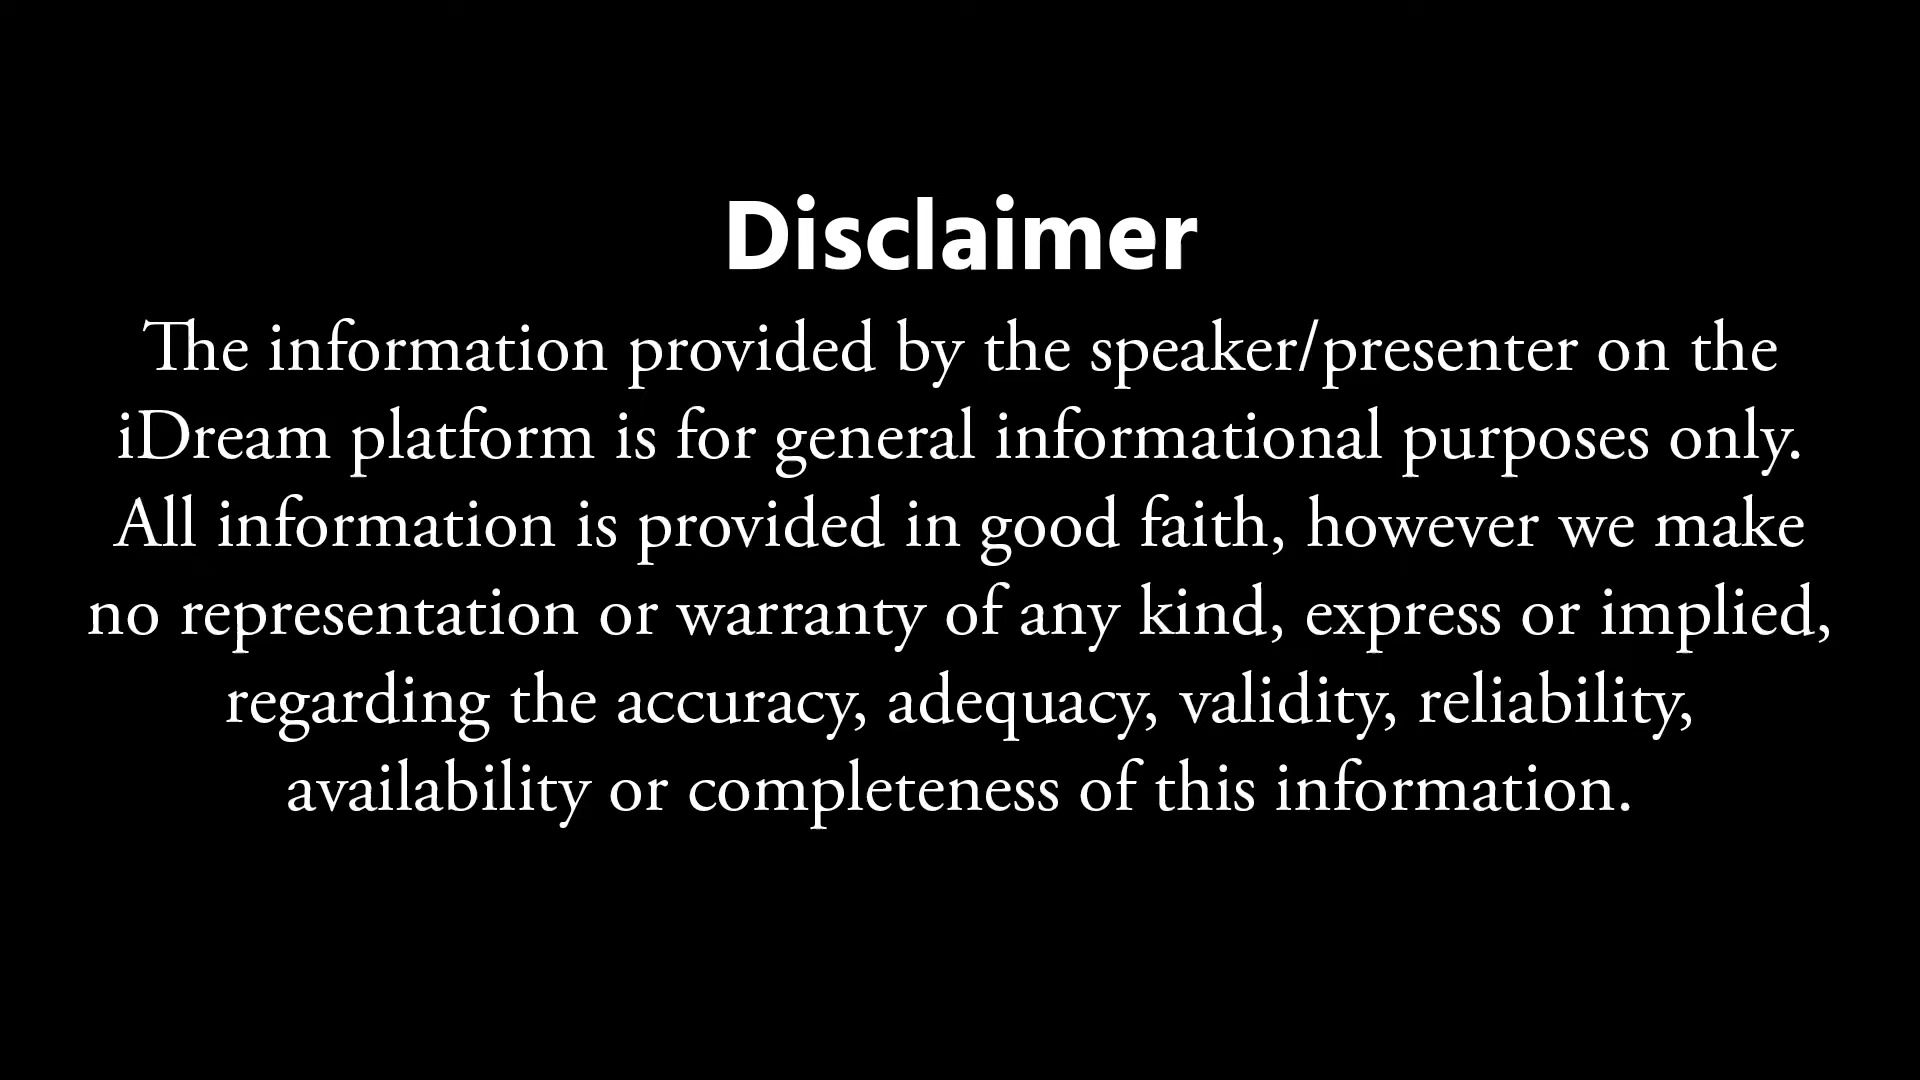 Disclaimer
The information provided by the speaker/presenter on the
iDream platform is for general informational purposes only.
All information is provided in good faith, however we make
no representation or warranty of any kind, express or implied,
regarding the accuracy, adequacy, validity, reliability,
availability or completeness of this information.